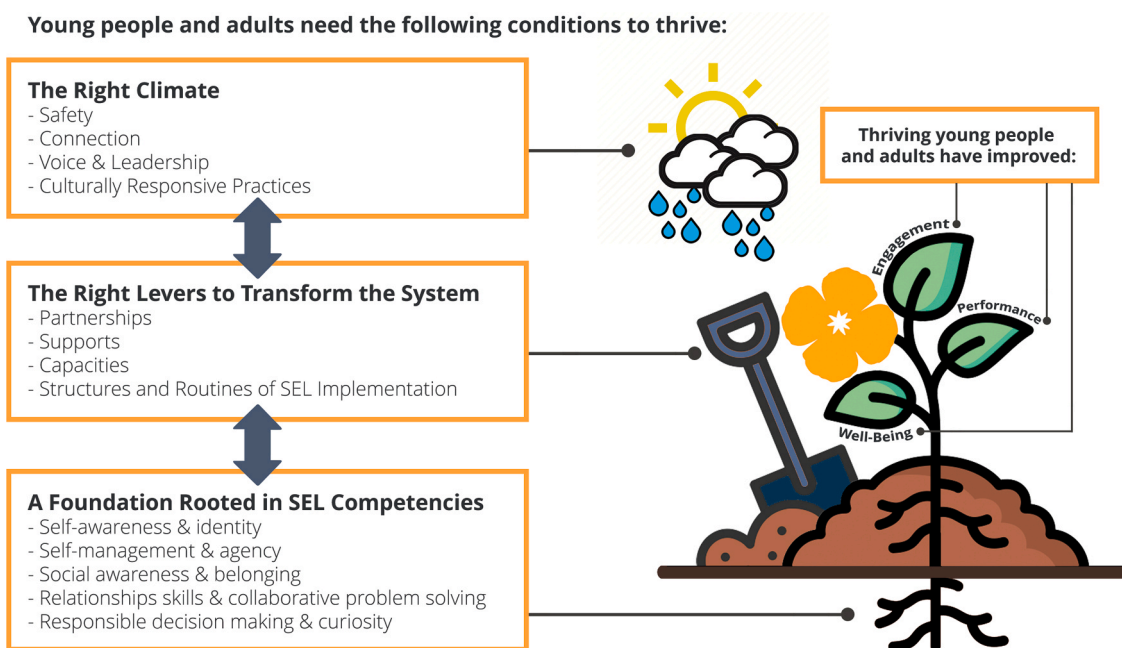 Young people and adults need the following conditions to thrive:
The Right Climate
- Safety
- Connection
- Voice & Leadership
- Culturally Responsive Practices
The Right Levers to Transform the System
- Partnerships
- Supports
- Capacities
- Structures and Routines of SEL Implementation
A Foundation Rooted in SEL Competencies
- Self-awareness & identity
- Self-management & agency
- Social awareness & belonging
- Relationships skills & collaborative problem solving
- Responsible decision making & curiosity
Thriving young people
and adults have improved:
Engagement
Performance
Well-Being